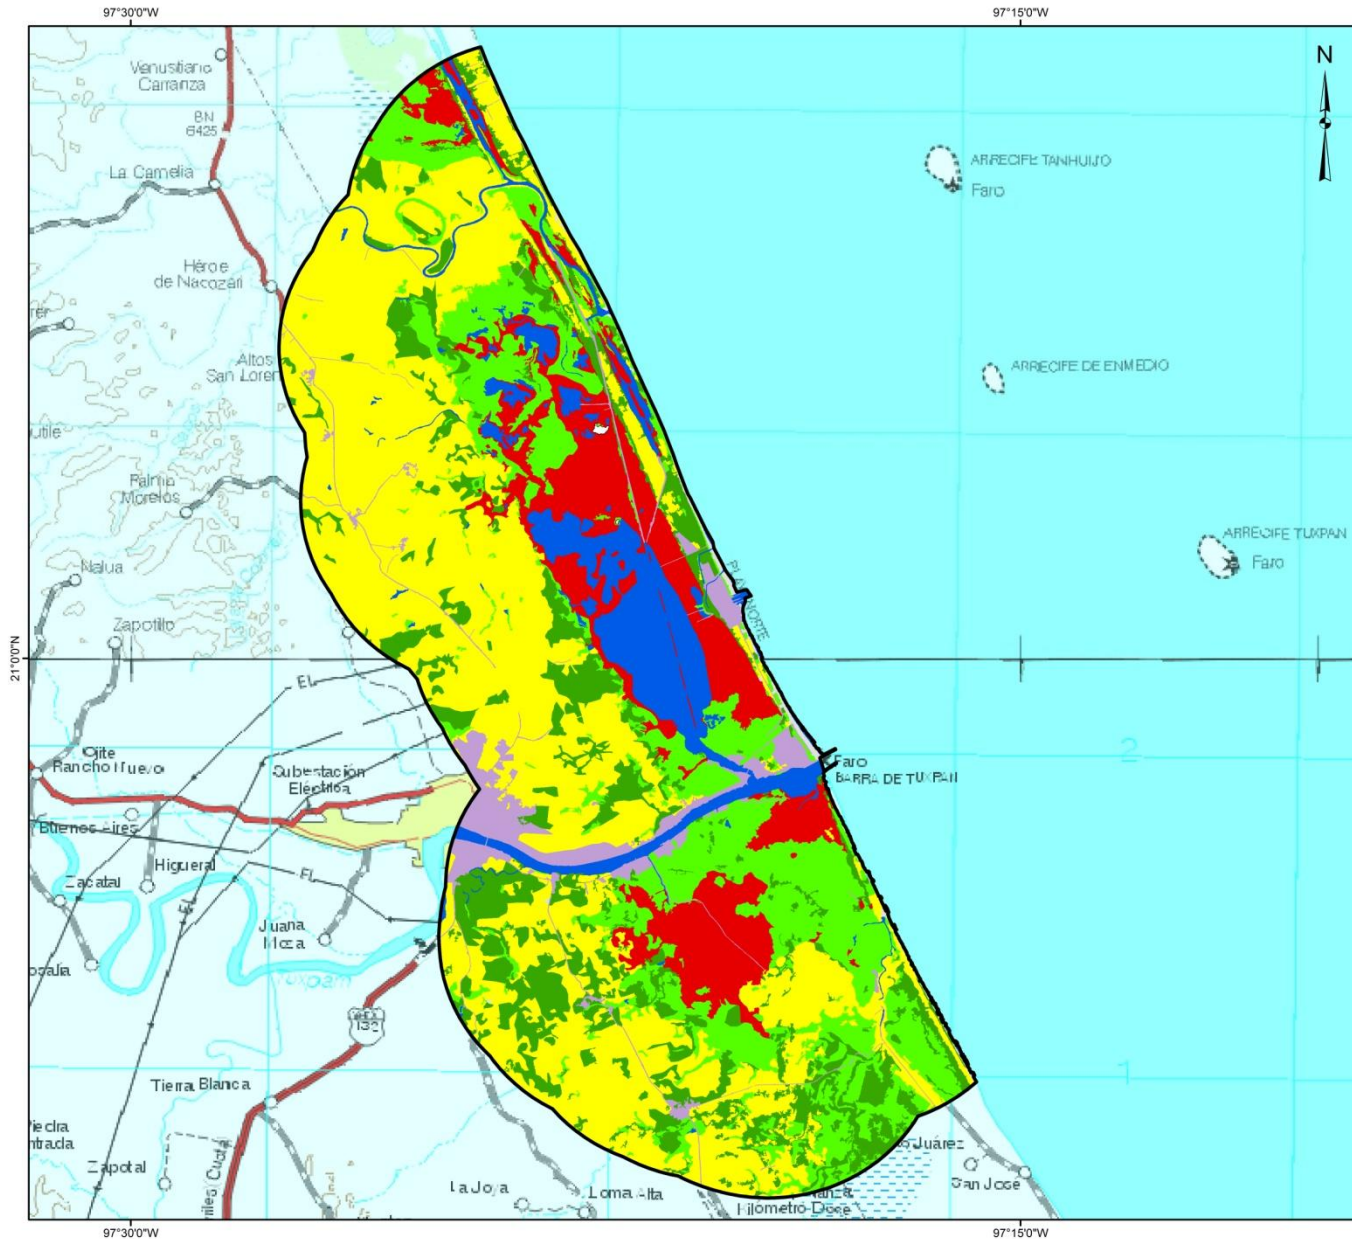 97°30'0"W
97°15'0"W
N
Venustiano
Carranza
BN
6425
La Camelia
ARRECIFE TANHUIJO
Faro
Héroe
de Nacozari
Altos
San Loren
ARRECIFE DE ENMEDIO
Palma
Morelos
ARRECIFE TUXPAN
Faro
Nalua
Zapotillo
NORTE
21°0'0"N
EL
Ojite
Rancho Nuevo
Subestación
Eléctrica
Faro
BARRA DE TUXPAN
2
Buenos Aires
Higueral
Zacatal
EL
EL
Juana
Moza
Tuxpam
132
1
Tierra Blanca
Zapotal
La Joya
Loma Alta
Kilometro Doce
Juárez
San José
97°30'0"W
97°15'0"W